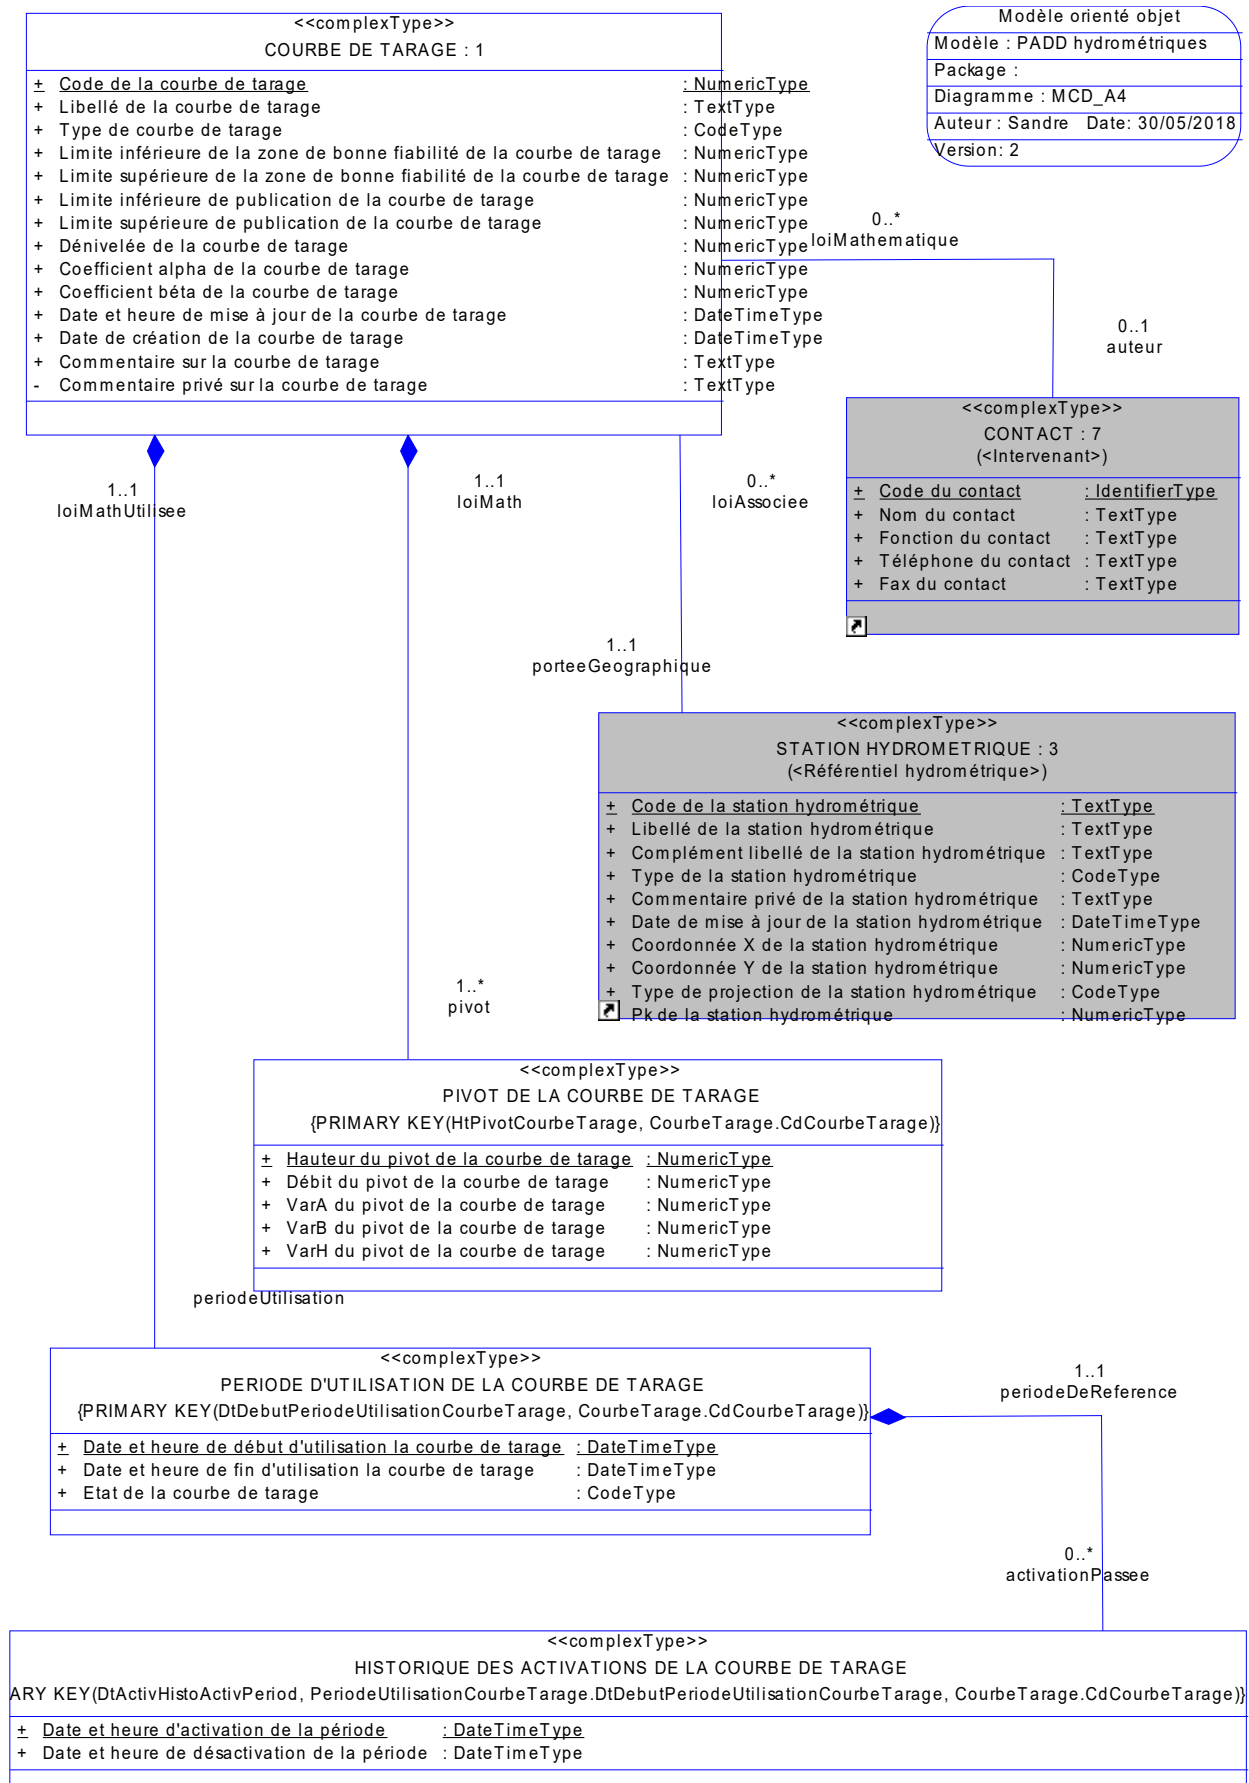 <<complexType>>
COURBE DE TARAGE : 1
+ Code de la courbe de tarage : NumericType
+ Libellé de la courbe de tarage : TextType
+ Type de courbe de tarage : CodeType
+ Limite inférieure de la zone de bonne fiabilité de la courbe de tarage : NumericType
+ Limite supérieure de la zone de bonne fiabilité de la courbe de tarage : NumericType
+ Limite inférieure de publication de la courbe de tarage : NumericType
+ Limite supérieure de publication de la courbe de tarage : NumericType
+ Dénivelée de la courbe de tarage : NumericType
+ Coefficient alpha de la courbe de tarage : NumericType
+ Coefficient béta de la courbe de tarage : NumericType
+ Date et heure de mise à jour de la courbe de tarage : DateTimeType
+ Date de création de la courbe de tarage : DateTimeType
+ Commentaire sur la courbe de tarage : TextType
- Commentaire privé sur la courbe de tarage : TextType
Modèle orienté objet
Modèle : PADD hydrométriques
Package :
Diagramme : MCD_A4
Auteur : Sandre Date: 30/05/2018
Version: 2
0..*
loiMathematique
0..1
auteur
<<complexType>>
CONTACT : 7
(<Intervenant>)
+ Code du contact : IdentifierType
+ Nom du contact : TextType
+ Fonction du contact : TextType
+ Téléphone du contact : TextType
+ Fax du contact : TextType
1..1
loiMathUtilisee
1..1
loiMath
0..*
loiAssociee
1..1
porteeGeographique
<<complexType>>
STATION HYDROMETRIQUE : 3
(<Référentiel hydrométrique>)
+ Code de la station hydrométrique : TextType
+ Libellé de la station hydrométrique : TextType
+ Complément libellé de la station hydrométrique : TextType
+ Type de la station hydrométrique : CodeType
+ Commentaire privé de la station hydrométrique : TextType
+ Date de mise à jour de la station hydrométrique : DateTimeType
+ Coordonnée X de la station hydrométrique : NumericType
+ Coordonnée Y de la station hydrométrique : NumericType
+ Type de projection de la station hydrométrique : CodeType
Pk de la station hydrométrique : NumericType
1..*
pivot
<<complexType>>
PIVOT DE LA COURBE DE TARAGE
{PRIMARY KEY(HtPivotCourbeTarage, CourbeTarage.CdCourbeTarage)}
+ Hauteur du pivot de la courbe de tarage : NumericType
+ Débit du pivot de la courbe de tarage : NumericType
+ VarA du pivot de la courbe de tarage : NumericType
+ VarB du pivot de la courbe de tarage : NumericType
+ VarH du pivot de la courbe de tarage : NumericType
periodeUtilisation
<<complexType>>
PERIODE D'UTILISATION DE LA COURBE DE TARAGE
{PRIMARY KEY(DtDebutPeriodeUtilisationCourbeTarage, CourbeTarage.CdCourbeTarage)}
+ Date et heure de début d'utilisation la courbe de tarage : DateTimeType
+ Date et heure de fin d'utilisation la courbe de tarage : DateTimeType
+ Etat de la courbe de tarage : CodeType
1..1
periodeDeReference
0..*
activationPassee
<<complexType>>
HISTORIQUE DES ACTIVATIONS DE LA COURBE DE TARAGE
ARY KEY(DtActivHistoActivPeriod, PeriodeUtilisationCourbeTarage.DtDebutPeriodeUtilisationCourbeTarage, CourbeTarage.CdCourbeTarage)}
+ Date et heure d'activation de la période : DateTimeType
+ Date et heure de désactivation de la période : DateTimeType